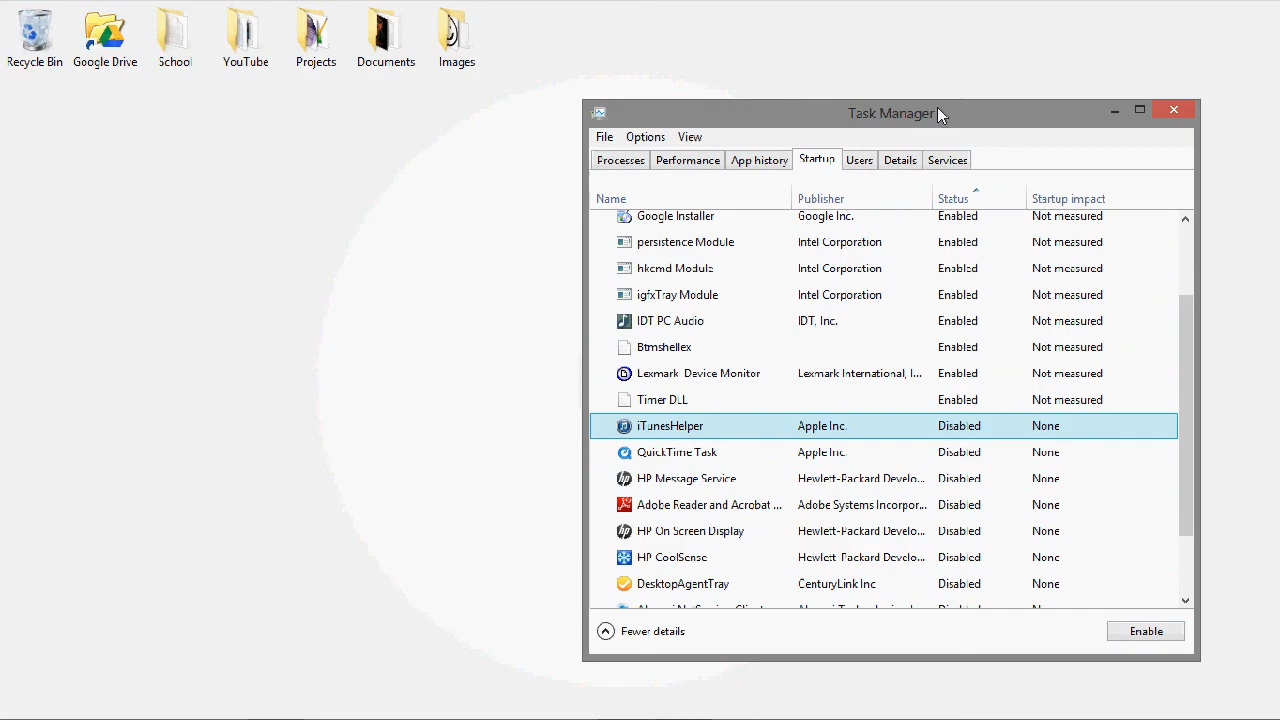 Recycle Bin Google Drive School YouTube Projects Documents Images
Task Manager
File Options View
Processes Performance App history Startup Users Details Services
Name Publisher Status Startup impact
Google Installer Google Inc. Enabled Not measured
persistence Module Intel Corporation Enabled Not measured
hkcmd Module Intel Corporation Enabled Not measured
igfxTray Module Intel Corporation Enabled Not measured
IDT PC Audio IDT, Inc. Enabled Not measured
Btmshellex Enabled Not measured
Lexmark Device Monitor Lexmark International, I... Enabled Not measured
Timer DLL Enabled Not measured
iTunesHelper Apple Inc. Disabled None
QuickTime Task Apple Inc. Disabled None
HP Message Service Hewlett-Packard Develo... Disabled None
Adobe Reader and Acrobat ... Adobe Systems Incorpor... Disabled None
HP On Screen Display Hewlett-Packard Develo... Disabled None
HP CoolSense Hewlett-Packard Develo... Disabled None
DesktopAgentTray CenturyLink Inc Disabled None
Fewer details Enable